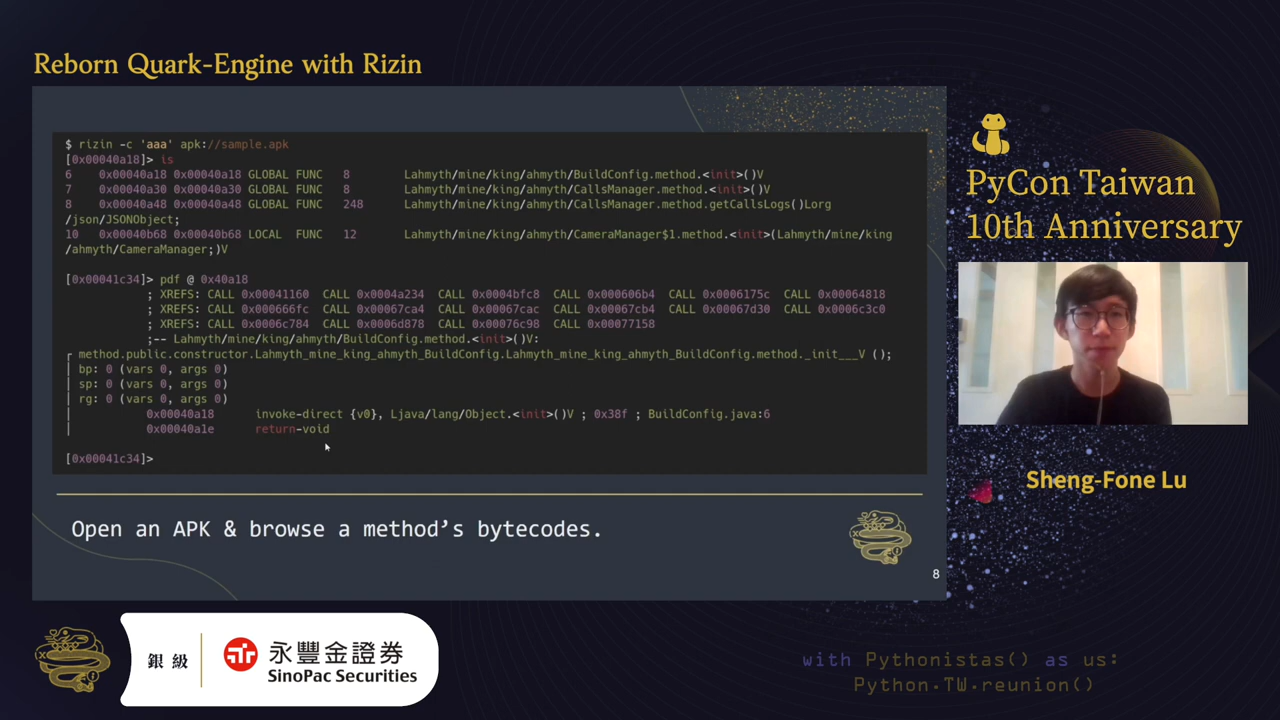 Reborn Quark-Engine with Rizin
$ rizin -c 'aaa' apk://sample.apk
[0x00040a18]> is
6 0x00040a18 0x00040a18 GLOBAL FUNC 8 Lahmyth/mine/king/ahmyth/BuildConfig.method.<init>()V
7 0x00040a30 0x00040a30 GLOBAL FUNC 8 Lahmyth/mine/king/ahmyth/CallsManager.method.<init>()V
8 0x00040a48 0x00040a48 GLOBAL FUNC 248 Lahmyth/mine/king/ahmyth/CallsManager.method.getCallsLogs()Lorg
/json/JSONObject;
10 0x00040b68 0x00040b68 LOCAL FUNC 12 Lahmyth/mine/king/ahmyth/CameraManager$1.method.<init>(Lahmyth/mine/king
/ahmyth/CameraManager;)V
[0x00041c34]> pdf @ 0x40a18
; XREFS: CALL 0x00041160 CALL 0x0004a234 CALL 0x0004bfc8 CALL 0x000606b4 CALL 0x0006175c CALL 0x00064818
; XREFS: CALL 0x000666fc CALL 0x00067ca4 CALL 0x00067cac CALL 0x00067cb4 CALL 0x00067d30 CALL 0x0006c3c0
; XREFS: CALL 0x0006c784 CALL 0x0006d878 CALL 0x00076c98 CALL 0x00077158
;-- Lahmyth/mine/king/ahmyth/BuildConfig.method.<init>()V:
┌ method.public.constructor.Lahmyth_mine_king_ahmyth_BuildConfig.Lahmyth_mine_king_ahmyth_BuildConfig.method._init___V ();
│ bp: 0 (vars 0, args 0)
│ sp: 0 (vars 0, args 0)
│ rg: 0 (vars 0, args 0)
│ 0x00040a18 invoke-direct {v0}, Ljava/lang/Object.<init>()V ; 0x38f ; BuildConfig.java:6
│ 0x00040a1e return-void
[0x00041c34]>
Open an APK & browse a method's bytecodes.
8
PyCon Taiwan
10th Anniversary
Sheng-Fone Lu
銀級
永豐金證券
SinoPac Securities
with Pythonistas() as us:
Python.TW.reunion()